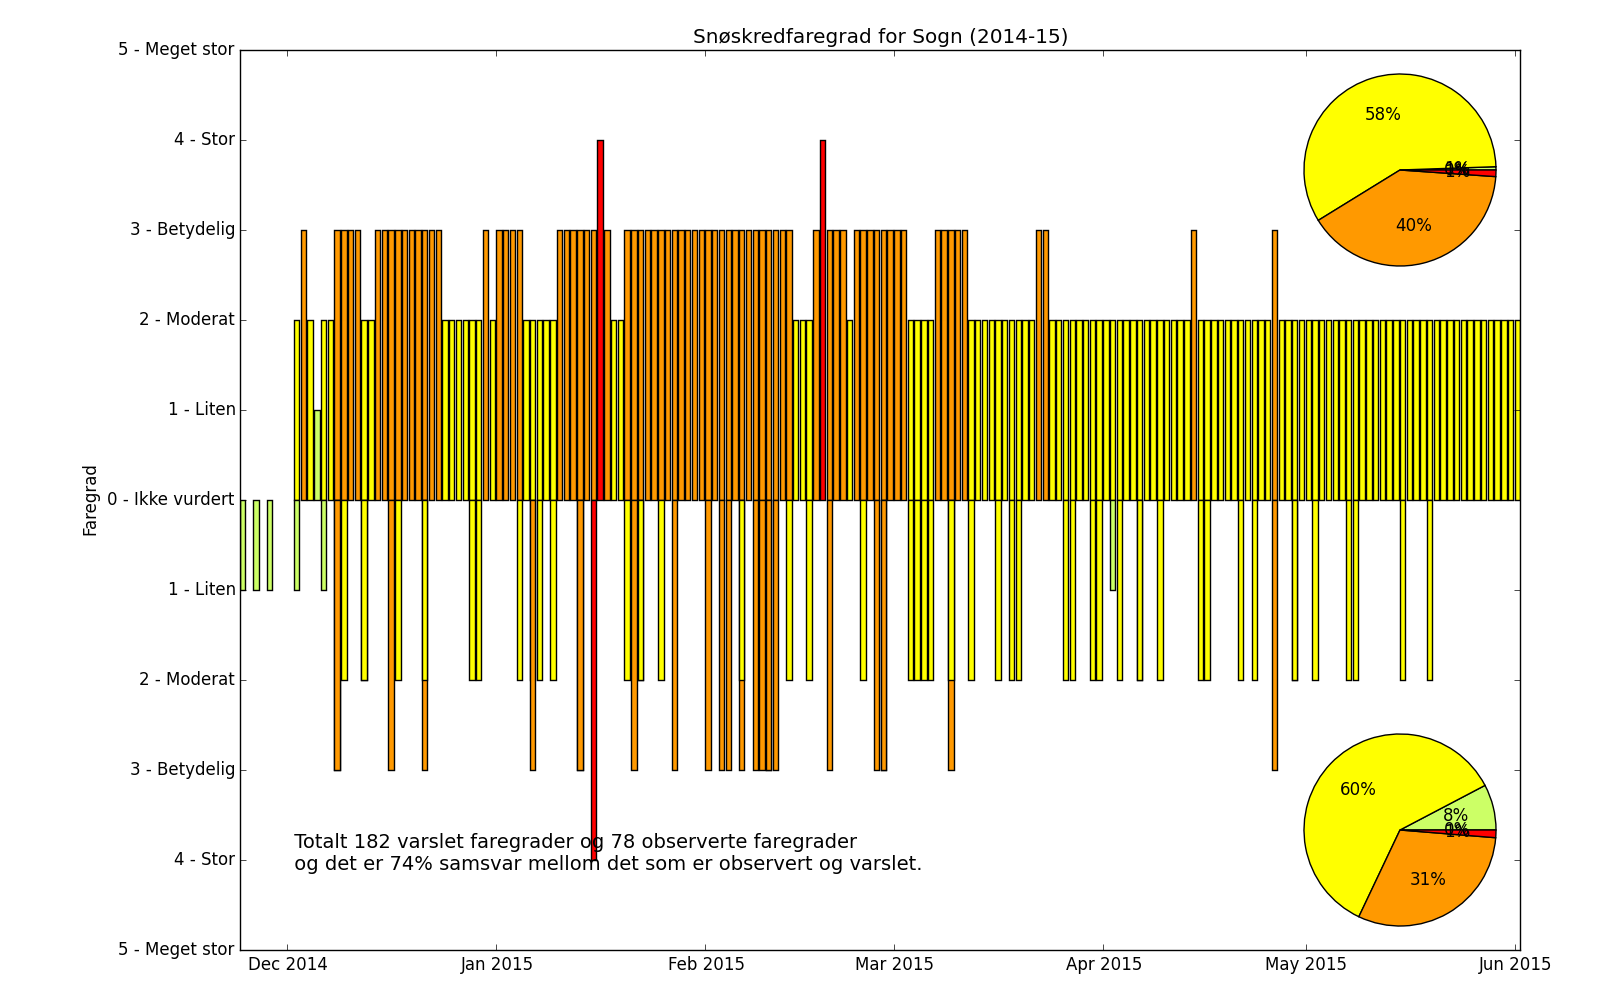 Snøskredfaregrad for Sogn (2014-15)
5 - Meget stor
4 - Stor
3 - Betydelig
2 - Moderat
1 - Liten
0 - Ikke vurdert
1 - Liten
2 - Moderat
3 - Betydelig
4 - Stor
5 - Meget stor
Faregrad
58%
40%
60%
8%
31%
Totalt 182 varslet faregrader og 78 observerte faregrader
og det er 74% samsvar mellom det som er observert og varslet.
Dec 2014
Jan 2015
Feb 2015
Mar 2015
Apr 2015
May 2015
Jun 2015